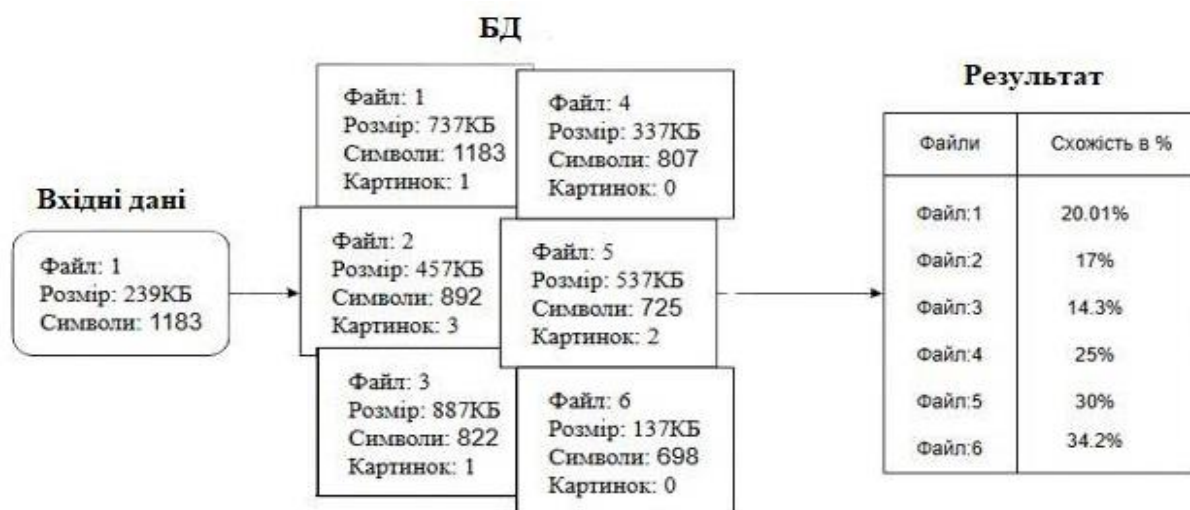 БД
Вхідні дані
Файл: 1
Розмір: 239КБ
Символи: 1183
Файл: 1
Розмір: 737КБ
Символи: 1183
Картинок: 1
Файл: 2
Розмір: 457КБ
Символи: 892
Картинок: 3
Файл: 3
Розмір: 887КБ
Символи: 822
Картинок: 1
Файл: 4
Розмір: 337КБ
Символи: 807
Картинок: 0
Файл: 5
Розмір: 537КБ
Символи: 725
Картинок: 2
Файл: 6
Розмір: 137КБ
Символи: 698
Картинок: 0
Результат
Файли Схожість в %
Файл:1 20.01%
Файл:2 17%
Файл:3 14.3%
Файл:4 25%
Файл:5 30%
Файл:6 34.2%